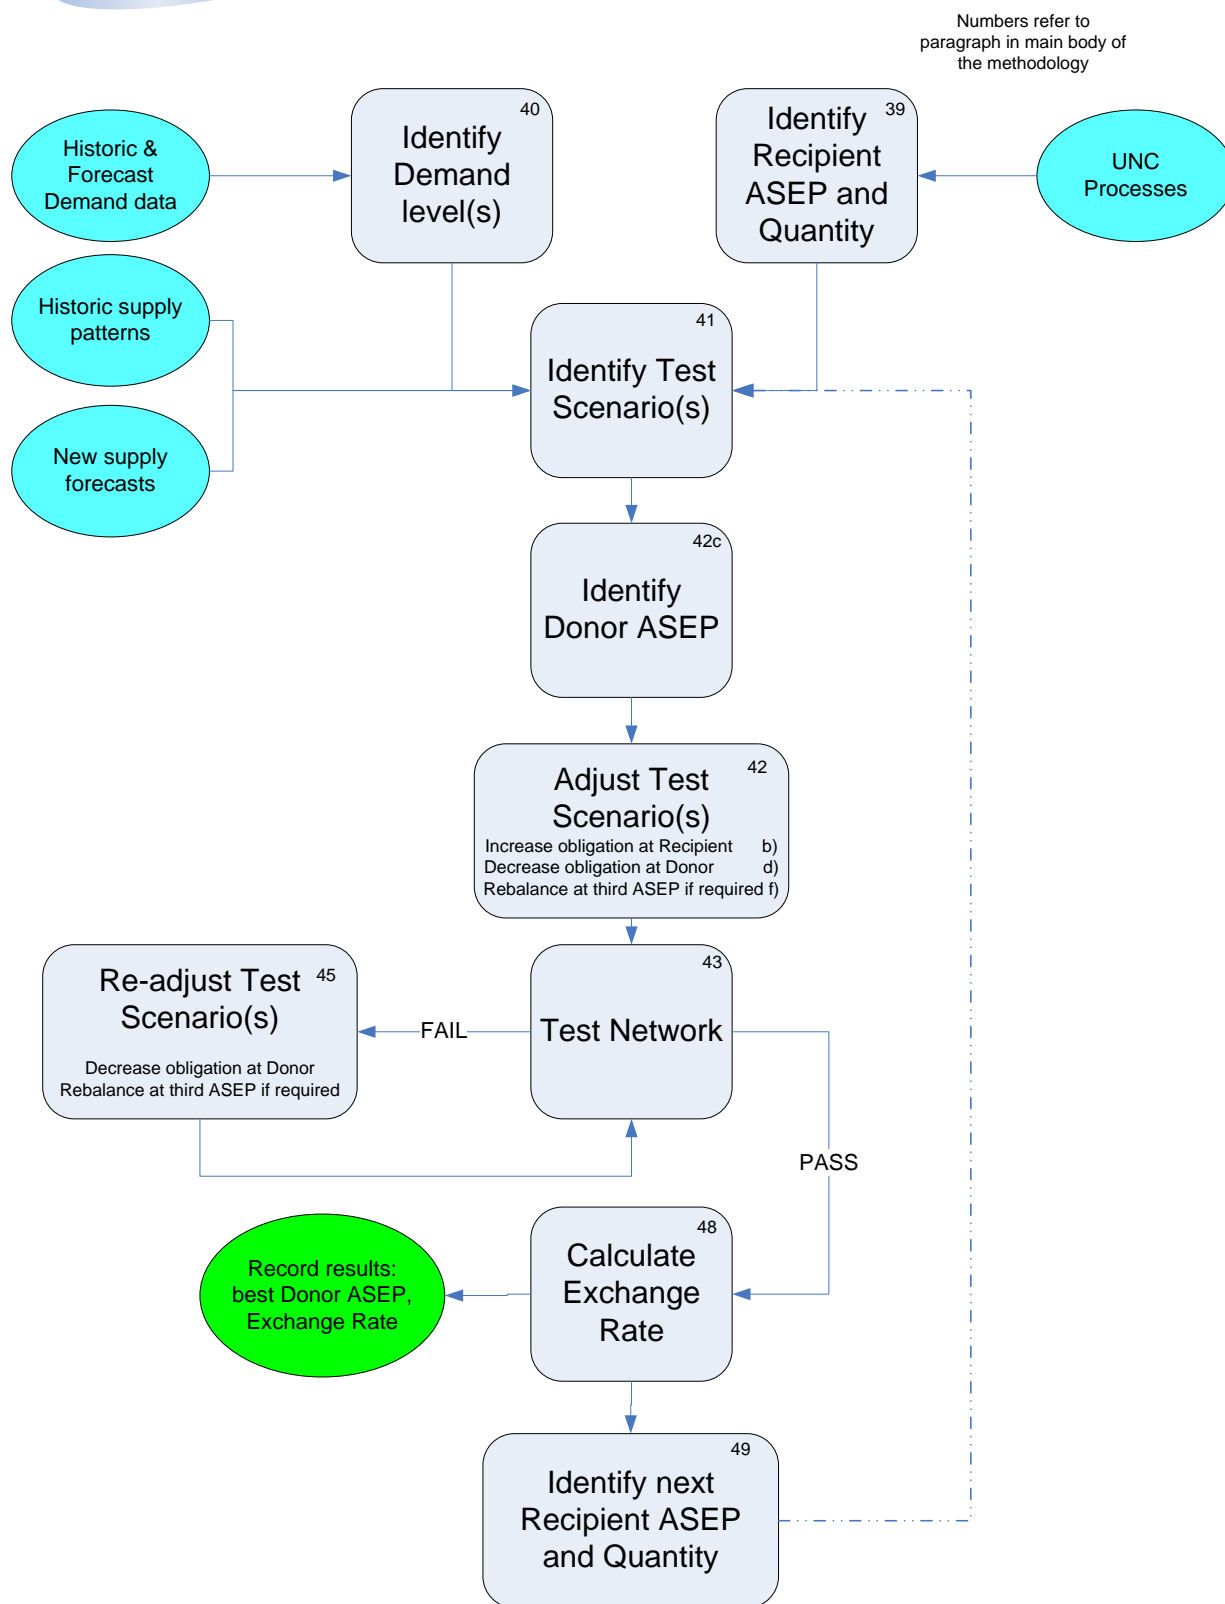 Numbers refer to
paragraph in main body of
the methodology
40
Identify
Demand
level(s)
39
Identify
Recipient
ASEP and
Quantity
Historic &
Forecast
Demand data
UNC
Processes
Historic supply
patterns
41
Identify Test
Scenario(s)
New supply
forecasts
42c
Identify
Donor ASEP
Adjust Test 42
Scenario(s)
Increase obligation at Recipient b)
Decrease obligation at Donor d)
Rebalance at third ASEP if required f)
Re-adjust Test 45
Scenario(s)
Decrease obligation at Donor
Rebalance at third ASEP if required
FAIL
43
Test Network
PASS
48
Calculate
Exchange
Rate
Record results:
best Donor ASEP,
Exchange Rate
49
Identify next
Recipient ASEP
and Quantity